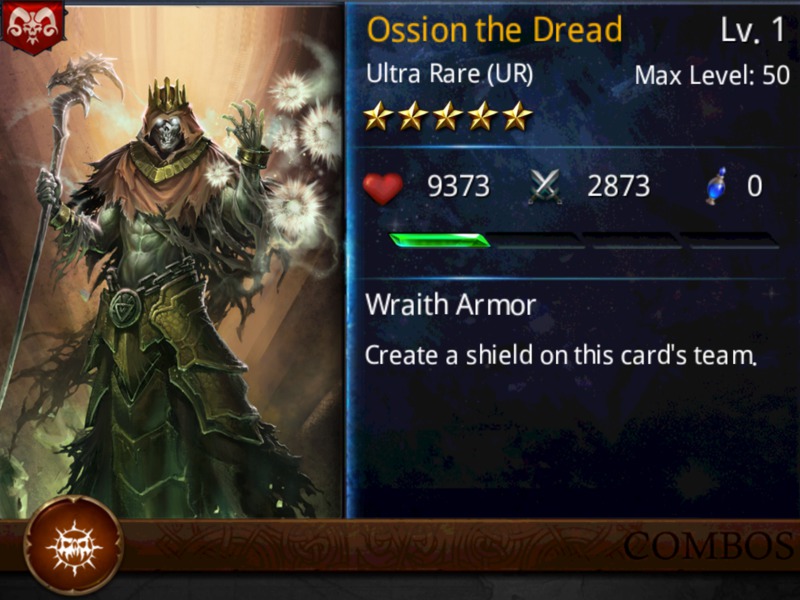 Ossion the Dread Lv. 1
Ultra Rare (UR) Max Level: 50
9373 2873 0
Wraith Armor
Create a shield on this card's team.
COMBOS